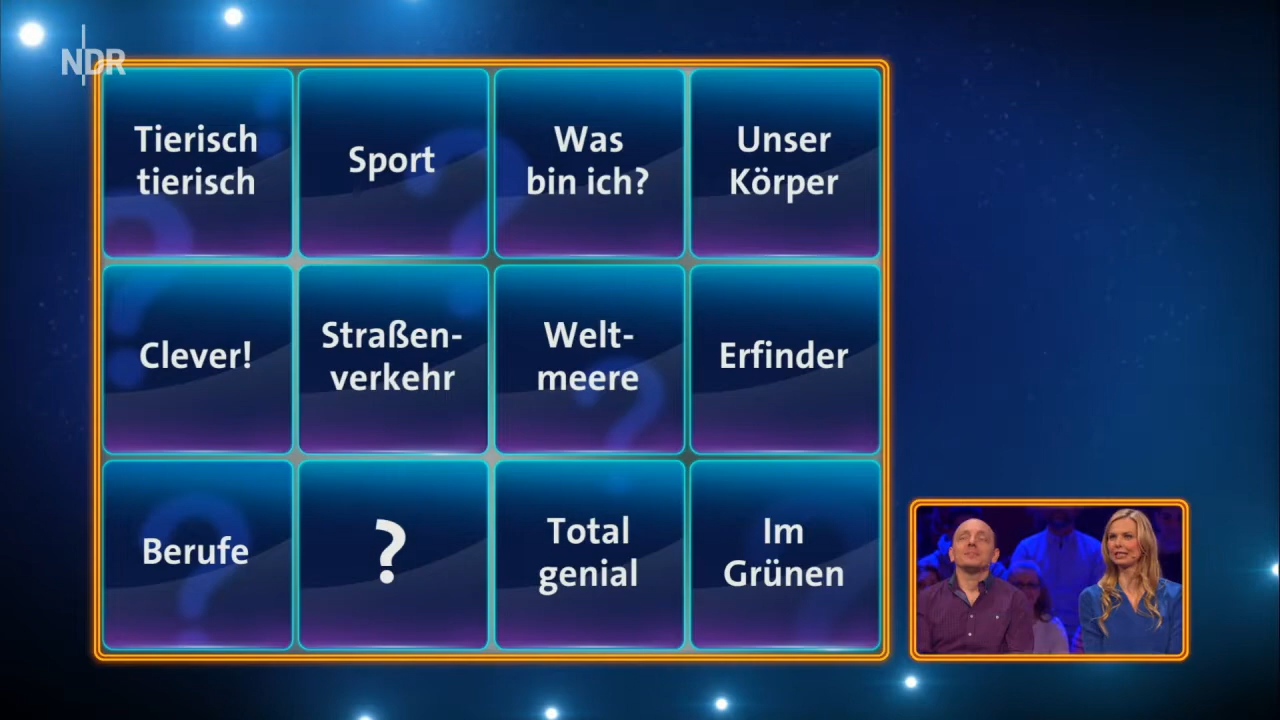 NDR
Tierisch
tierisch
Sport
Was
bin ich?
Unser
Körper
Clever!
Straßen-
verkehr
Welt-
meere
Erfinder
Berufe
?
Total
genial
Im
Grünen